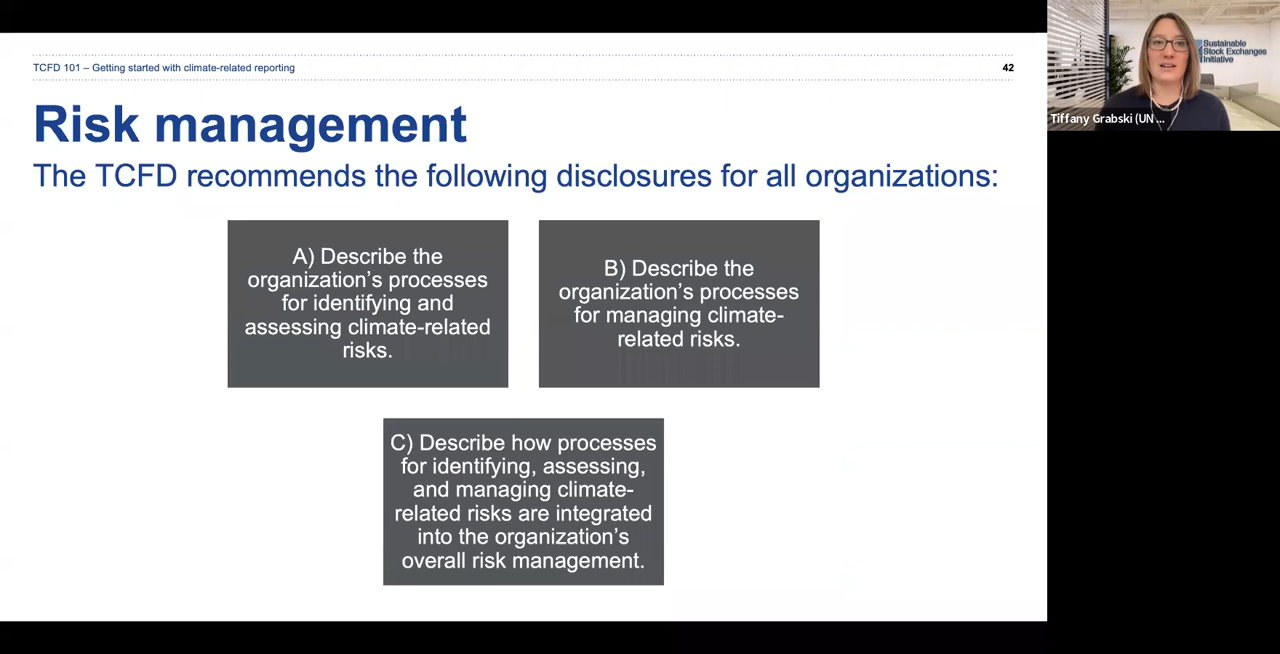 TCFD 101 – Getting started with climate-related reporting
42
Risk management
The TCFD recommends the following disclosures for all organizations:
A) Describe the
organization’s processes
for identifying and
assessing climate-related
risks.
B) Describe the
organization’s processes
for managing climate-
related risks.
C) Describe how processes
for identifying, assessing,
and managing climate-
related risks are integrated
into the organization’s
overall risk management.
Sustainable
Stock Exchanges
Initiative
Tiffany Grabski (UN ...